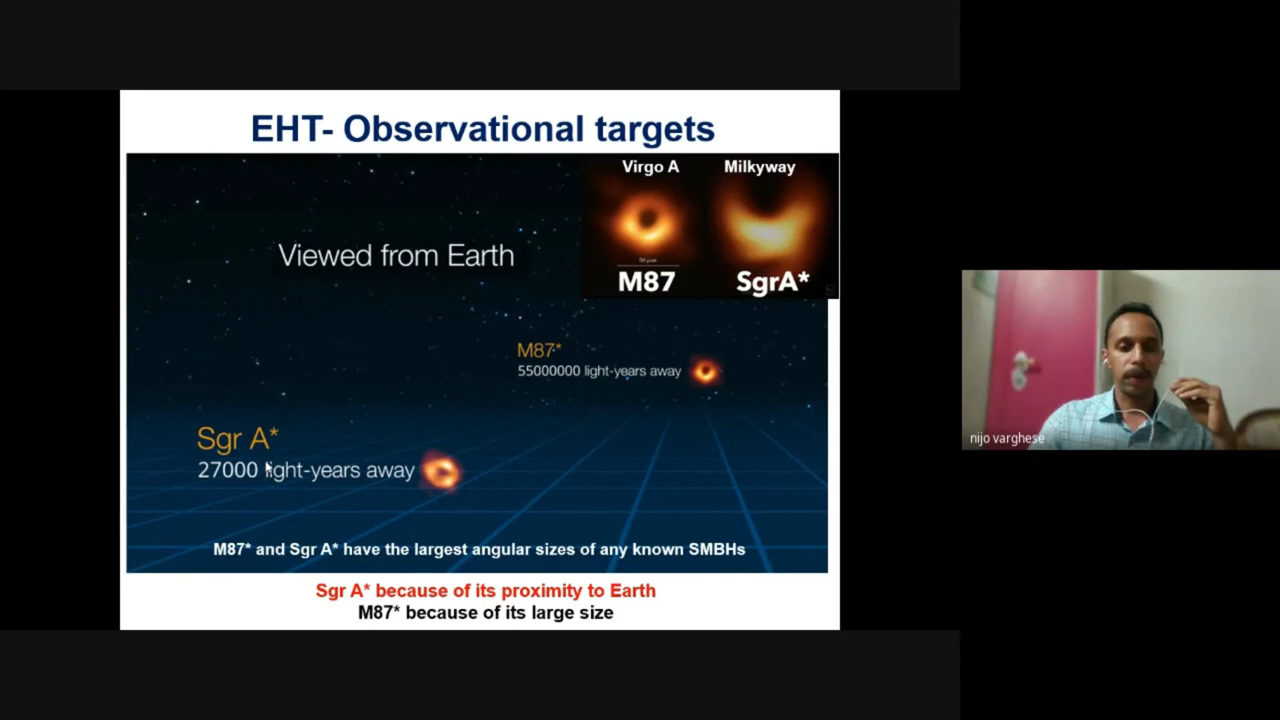 EHT- Observational targets
Virgo A
Milkyway
Viewed from Earth
M87
SgrA*
M87*
55000000 light-years away
Sgr A*
27000 light-years away
M87* and Sgr A* have the largest angular sizes of any known SMBHs
Sgr A* because of its proximity to Earth
M87* because of its large size
nijo varghese